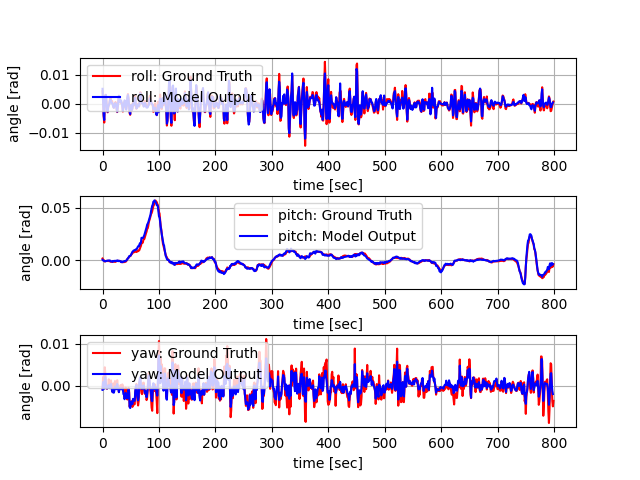 0.01
0.00
−0.01
angle [rad]
roll: Ground Truth
roll: Model Output
0 100 200 300 400 500 600 700 800
time [sec]
0.05
0.00
angle [rad]
pitch: Ground Truth
pitch: Model Output
0 100 200 300 400 500 600 700 800
time [sec]
0.01
0.00
angle [rad]
yaw: Ground Truth
yaw: Model Output
0 100 200 300 400 500 600 700 800
time [sec]